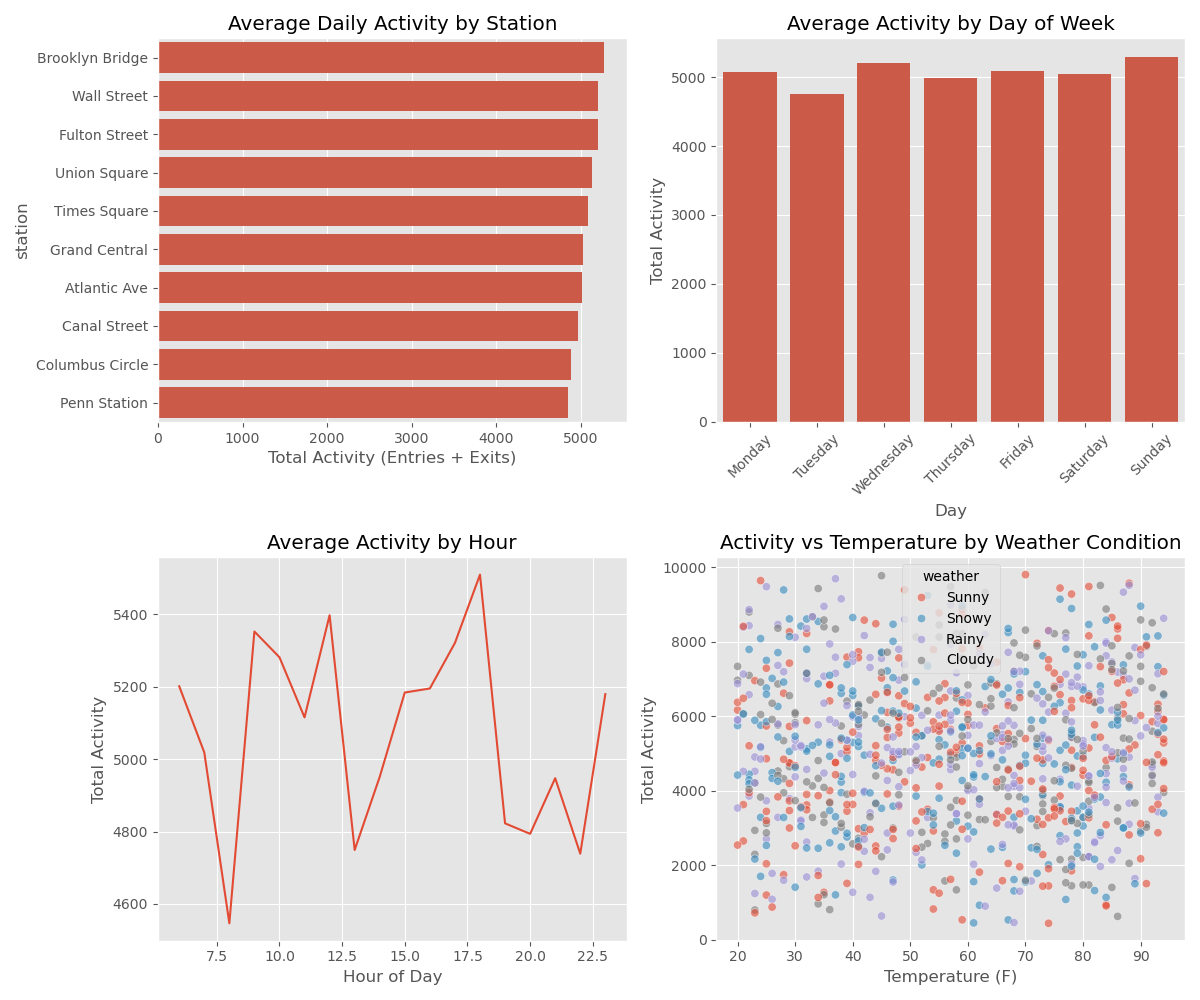 Average Daily Activity by Station
station
Brooklyn Bridge
Wall Street
Fulton Street
Union Square
Times Square
Grand Central
Atlantic Ave
Canal Street
Columbus Circle
Penn Station
0 1000 2000 3000 4000 5000
Total Activity (Entries + Exits)
Average Activity by Day of Week
Total Activity
5000
4000
3000
2000
1000
0
Monday Tuesday Wednesday Thursday Friday Saturday Sunday
Day
Average Activity by Hour
Total Activity
5400
5200
5000
4800
4600
7.5 10.0 12.5 15.0 17.5 20.0 22.5
Hour of Day
Activity vs Temperature by Weather Condition
Total Activity
10000
8000
6000
4000
2000
0
weather
Sunny
Snowy
Rainy
Cloudy
20 30 40 50 60 70 80 90
Temperature (F)